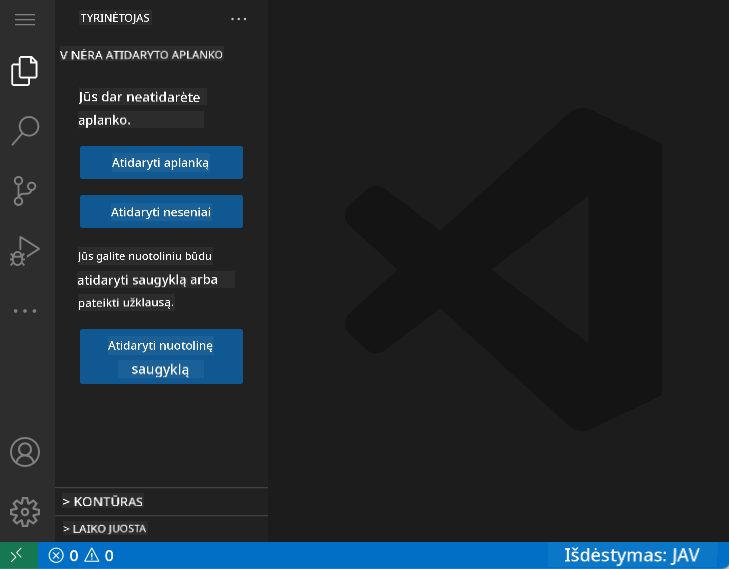 TYRINĖTOJAS
V NĖRA ATIDARYTO APLANKO
Jūs dar neatidarėte
aplanko.
Atidaryti aplanką
Atidaryti neseniai
Jūs galite nuotoliniu būdu
atidaryti saugyklą arba
pateikti užklausą.
Atidaryti nuotolinę
saugyklą
> KONTŪRAS
> LAIKO JUOSTA
0 0 Išdėstymas: JAV